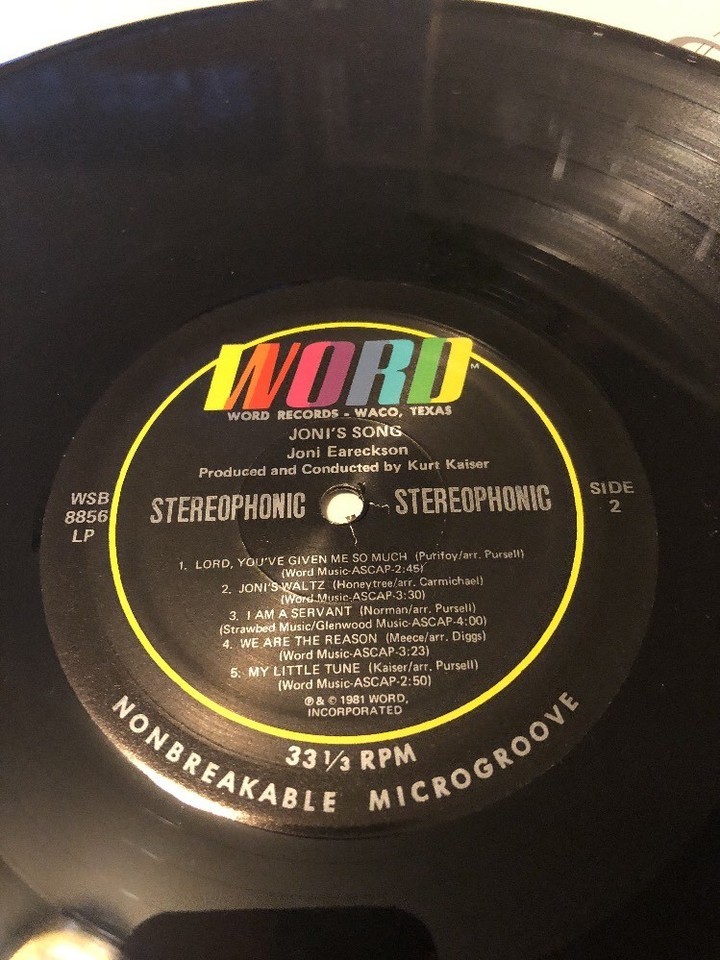 WORD™
WORD RECORDS - WACO, TEXAS
JONI'S SONG
Joni Eareckson
Produced and Conducted by Kurt Kaiser
WSB
8856
LP
STEREOPHONIC STEREOPHONIC
SIDE
2
1. LORD, YOU'VE GIVEN ME SO MUCH (Purifoy/arr. Pursell)
(Word Music-ASCAP-2:45)
2. JONI'S WALTZ (Honeytree/arr. Carmichael)
(Word Music-ASCAP-3:30)
3. I AM A SERVANT (Norman/arr. Pursell)
(Strawbed Music/Glenwood Music-ASCAP-4:00)
4. WE ARE THE REASON (Meece/arr. Diggs)
(Word Music-ASCAP-3:23)
5. MY LITTLE TUNE (Kaiser/arr. Pursell)
(Word Music-ASCAP-2:50)
℗ & © 1981 WORD,
INCORPORATED
33 1/3 RPM
NONBREAKABLE MICROGROOVE